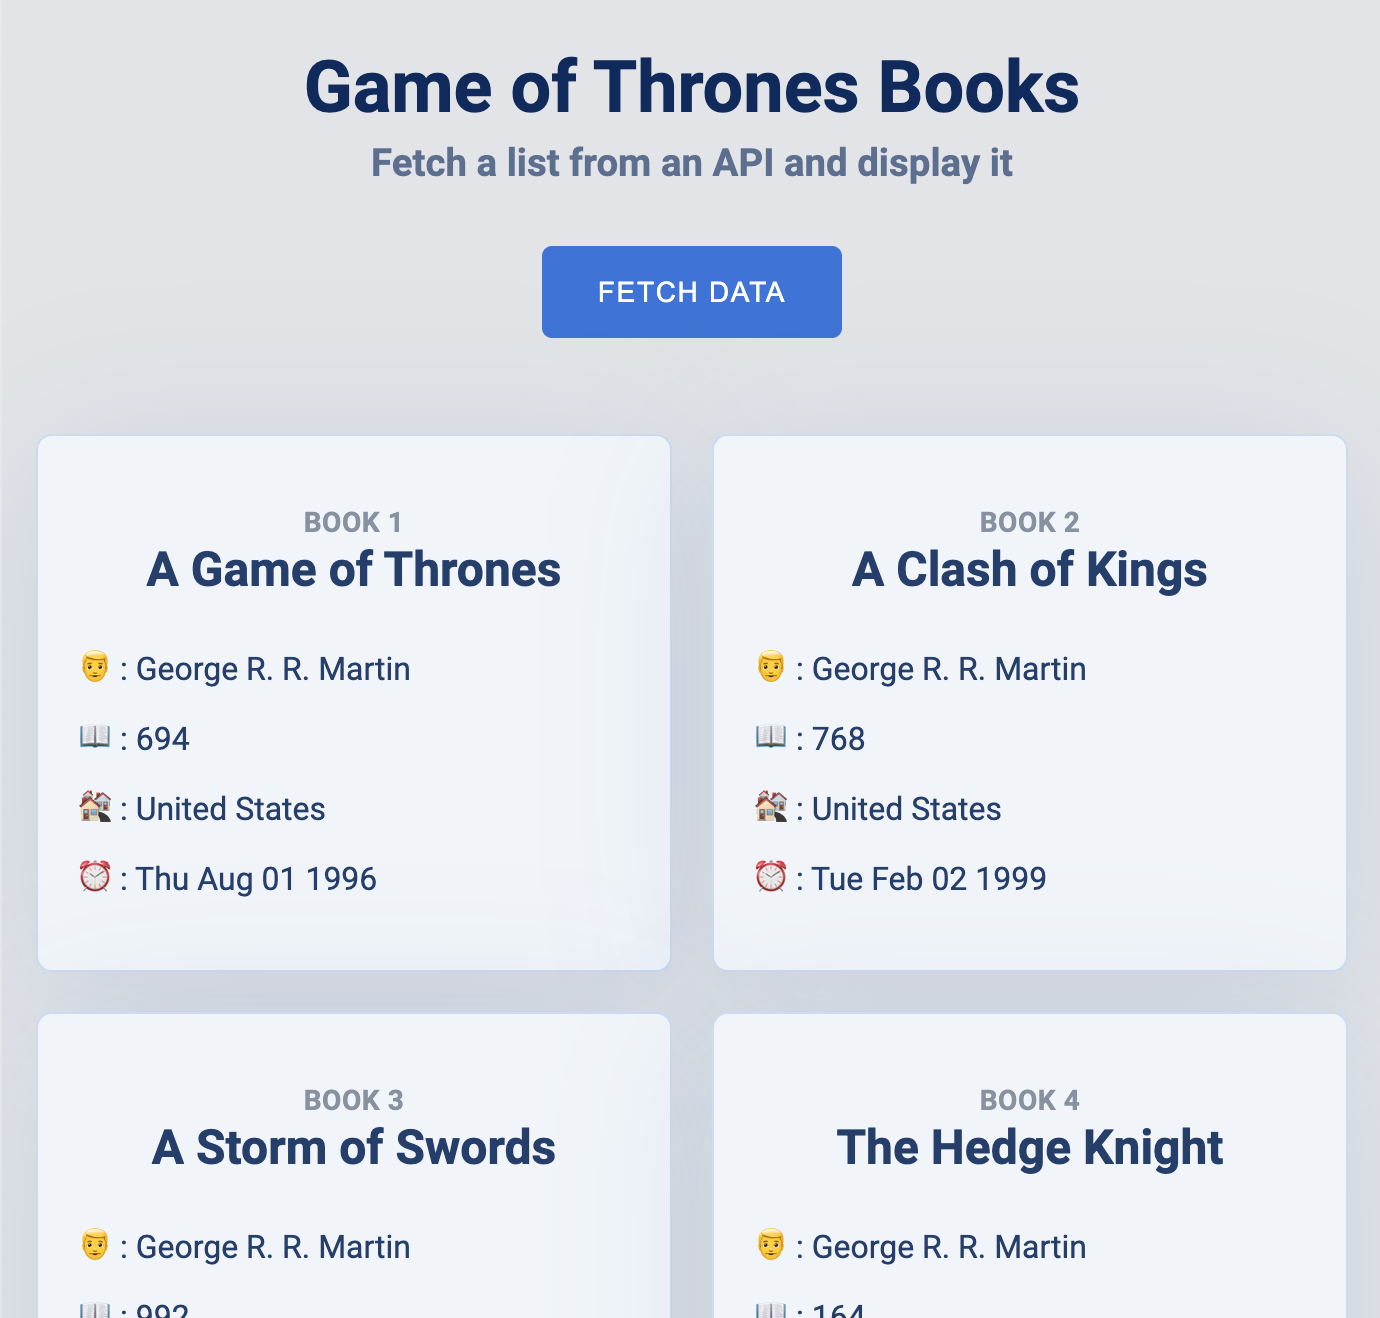 Game of Thrones Books
Fetch a list from an API and display it
FETCH DATA
BOOK 1
A Game of Thrones
👨 : George R. R. Martin
📖 : 694
🏘️ : United States
⏰ : Thu Aug 01 1996
BOOK 2
A Clash of Kings
👨 : George R. R. Martin
📖 : 768
🏘️ : United States
⏰ : Tue Feb 02 1999
BOOK 3
A Storm of Swords
👨 : George R. R. Martin
📖 : 992
BOOK 4
The Hedge Knight
👨 : George R. R. Martin
📖 : 164